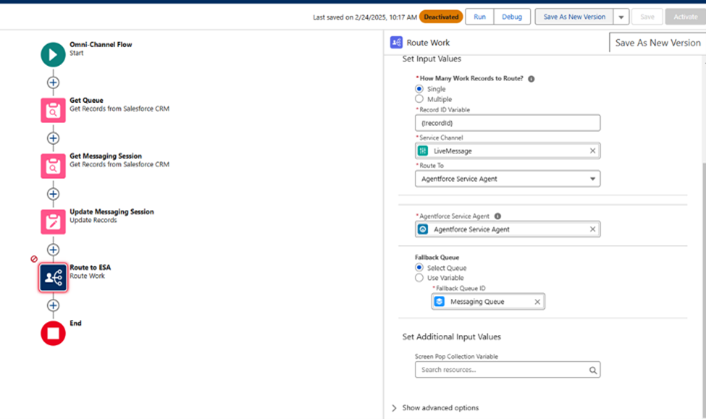 Last saved on 2/24/2025, 10:17 AM Deactivated Run Debug Save As New Version Save Activate
Omni-Channel Flow
Start
Get Queue
Get Records from Salesforce CRM
Get Messaging Session
Get Records from Salesforce CRM
Update Messaging Session
Update Records
Route to ESA
Route Work
End
Route Work
Save As New Version
Set Input Values
*How Many Work Records to Route?
Single
Multiple
*Record ID Variable
{!recordId}
*Service Channel
LiveMessage
*Route To
Agentforce Service Agent
*Agentforce Service Agent
Agentforce Service Agent
Fallback Queue
Select Queue
Use Variable
*Fallback Queue ID
Messaging Queue
Set Additional Input Values
Screen Pop Collection Variable
Search resources...
Show advanced options